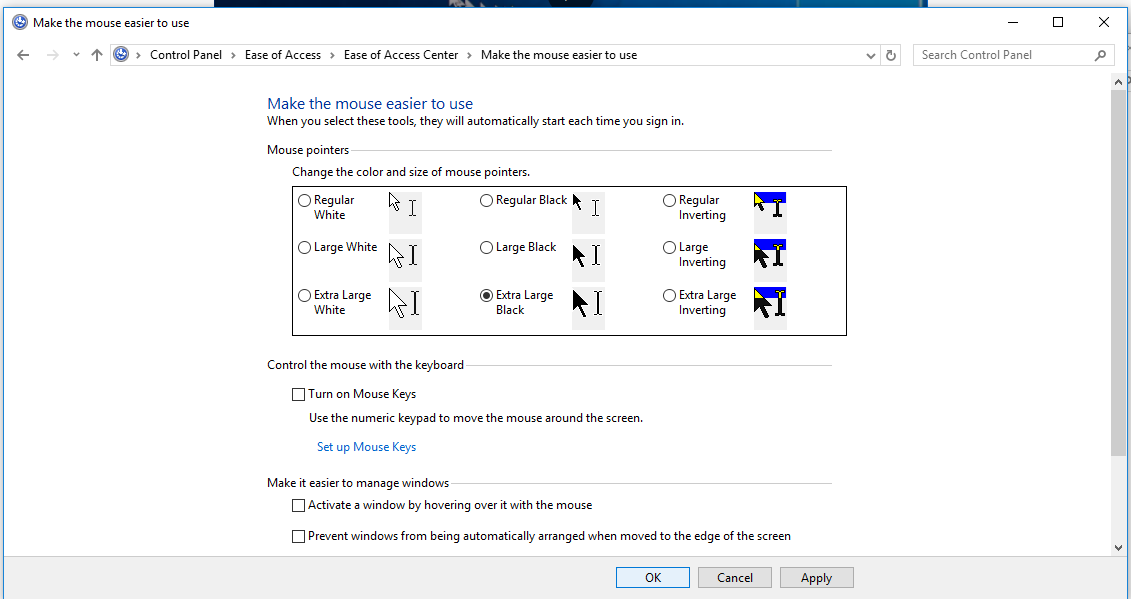 Make the mouse easier to use
Control Panel > Ease of Access > Ease of Access Center > Make the mouse easier to use
Search Control Panel
Make the mouse easier to use
When you select these tools, they will automatically start each time you sign in.
Mouse pointers
Change the color and size of mouse pointers.
Regular White
Regular Black
Regular Inverting
Large White
Large Black
Large Inverting
Extra Large White
Extra Large Black
Extra Large Inverting
Control the mouse with the keyboard
Turn on Mouse Keys
Use the numeric keypad to move the mouse around the screen.
Set up Mouse Keys
Make it easier to manage windows
Activate a window by hovering over it with the mouse
Prevent windows from being automatically arranged when moved to the edge of the screen
OK
Cancel
Apply